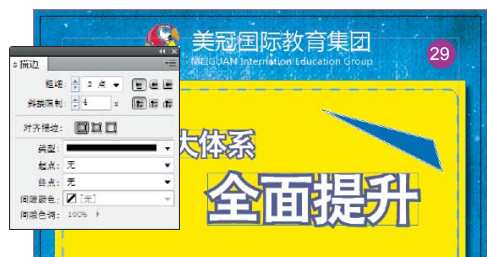 美冠国际教育集团
MEIGUAN Internation Education Group
29
描边
粗细: 2 点
斜接限制: 4 x
对齐描边:
类型:
起点: 无
终点: 无
间隙颜色: [无]
间隙色调: 100%
大体系
全面提升